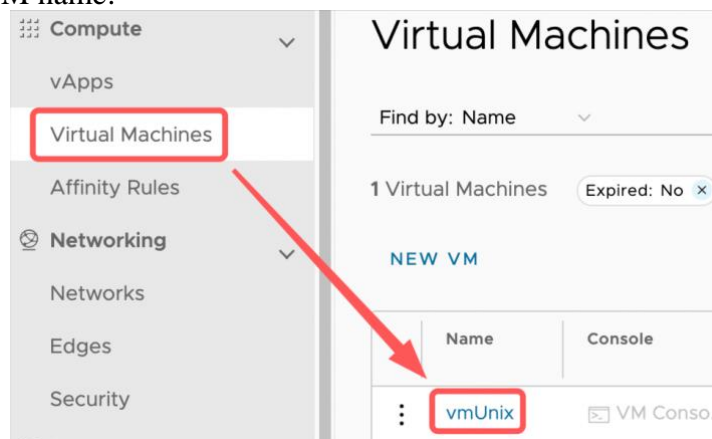 M name:
Compute
vApps
Virtual Machines
Affinity Rules
Networking
Networks
Edges
Security
Virtual Machines
Find by: Name
1 Virtual Machines Expired: No ×
NEW VM
Name Console
vmUnix VM Conso.